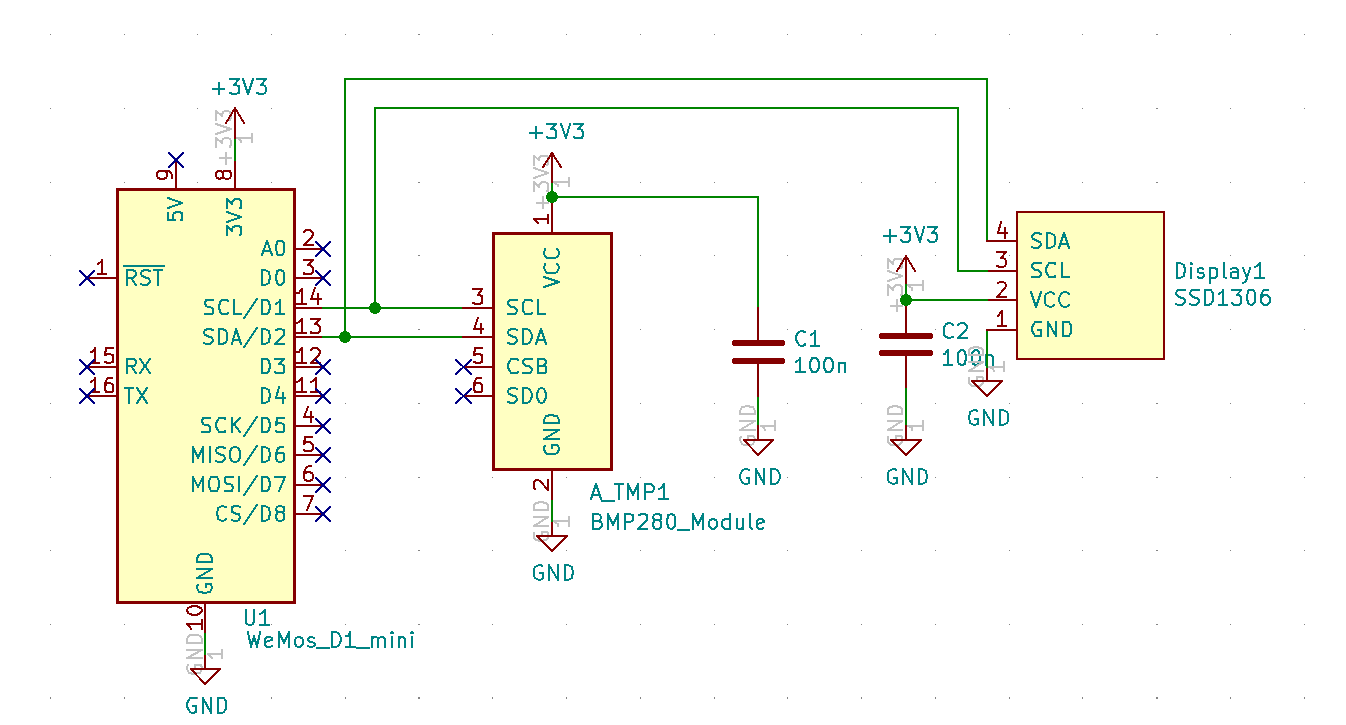 +3V3
+3V3
1
9
8
5V
3V3
A0
2
D0
3
1
RST
SCL/D1
14
SDA/D2
13
15
RX
D3
12
16
TX
D4
11
SCK/D5
4
MISO/D6
5
MOSI/D7
6
CS/D8
7
GND
10
GND
1
GND
U1
WeMos_D1_mini
+3V3
+3V3
1
1
VCC
3
SCL
4
SDA
5
CSB
6
SDO
GND
2
GND
1
GND
A_TMP1
BMP280_Module
C1
100n
GND
1
GND
+3V3
+3V3
1
C2
100n
GND
1
GND
4
SDA
3
SCL
2
VCC
1
GND
GND
1
GND
Display1
SSD1306